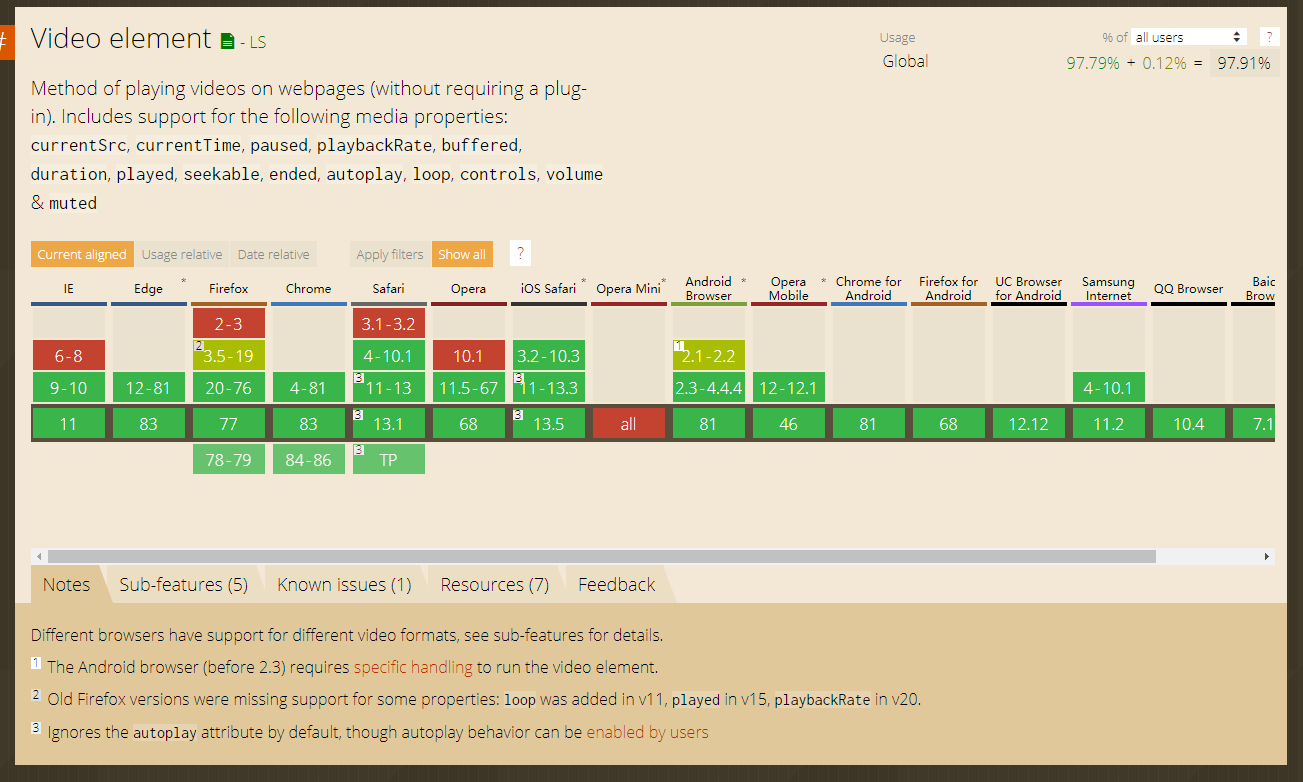 #
Video element - LS
Usage % of all users ?
Global 97.79% + 0.12% = 97.91%
Method of playing videos on webpages (without requiring a plug-
in). Includes support for the following media properties:
currentSrc, currentTime, paused, playbackRate, buffered,
duration, played, seekable, ended, autoplay, loop, controls, volume
& muted
Current aligned Usage relative Date relative Apply filters Show all ?
IE Edge * Firefox Chrome Safari Opera iOS Safari * Opera Mini * Android Browser * Opera Mobile * Chrome for Android Firefox for Android UC Browser for Android Samsung Internet QQ Browser
2-3 3.1-3.2
6-8 2 3.5-19 4-10.1 10.1 3.2-10.3 1 2.1-2.2
9-10 12-81 20-76 4-81 3 11-13 11.5-67 3 11-13.3 2.3-4.4.4 12-12.1 4-10.1
11 83 77 83 3 13.1 68 3 13.5 all 81 46 81 68 12.12 11.2 10.4 7.1
78-79 84-86 3 TP
Notes Sub-features (5) Known issues (1) Resources (7) Feedback
Different browsers have support for different video formats, see sub-features for details.
1 The Android browser (before 2.3) requires specific handling to run the video element.
2 Old Firefox versions were missing support for some properties: loop was added in v11, played in v15, playbackRate in v20.
3 Ignores the autoplay attribute by default, though autoplay behavior can be enabled by users